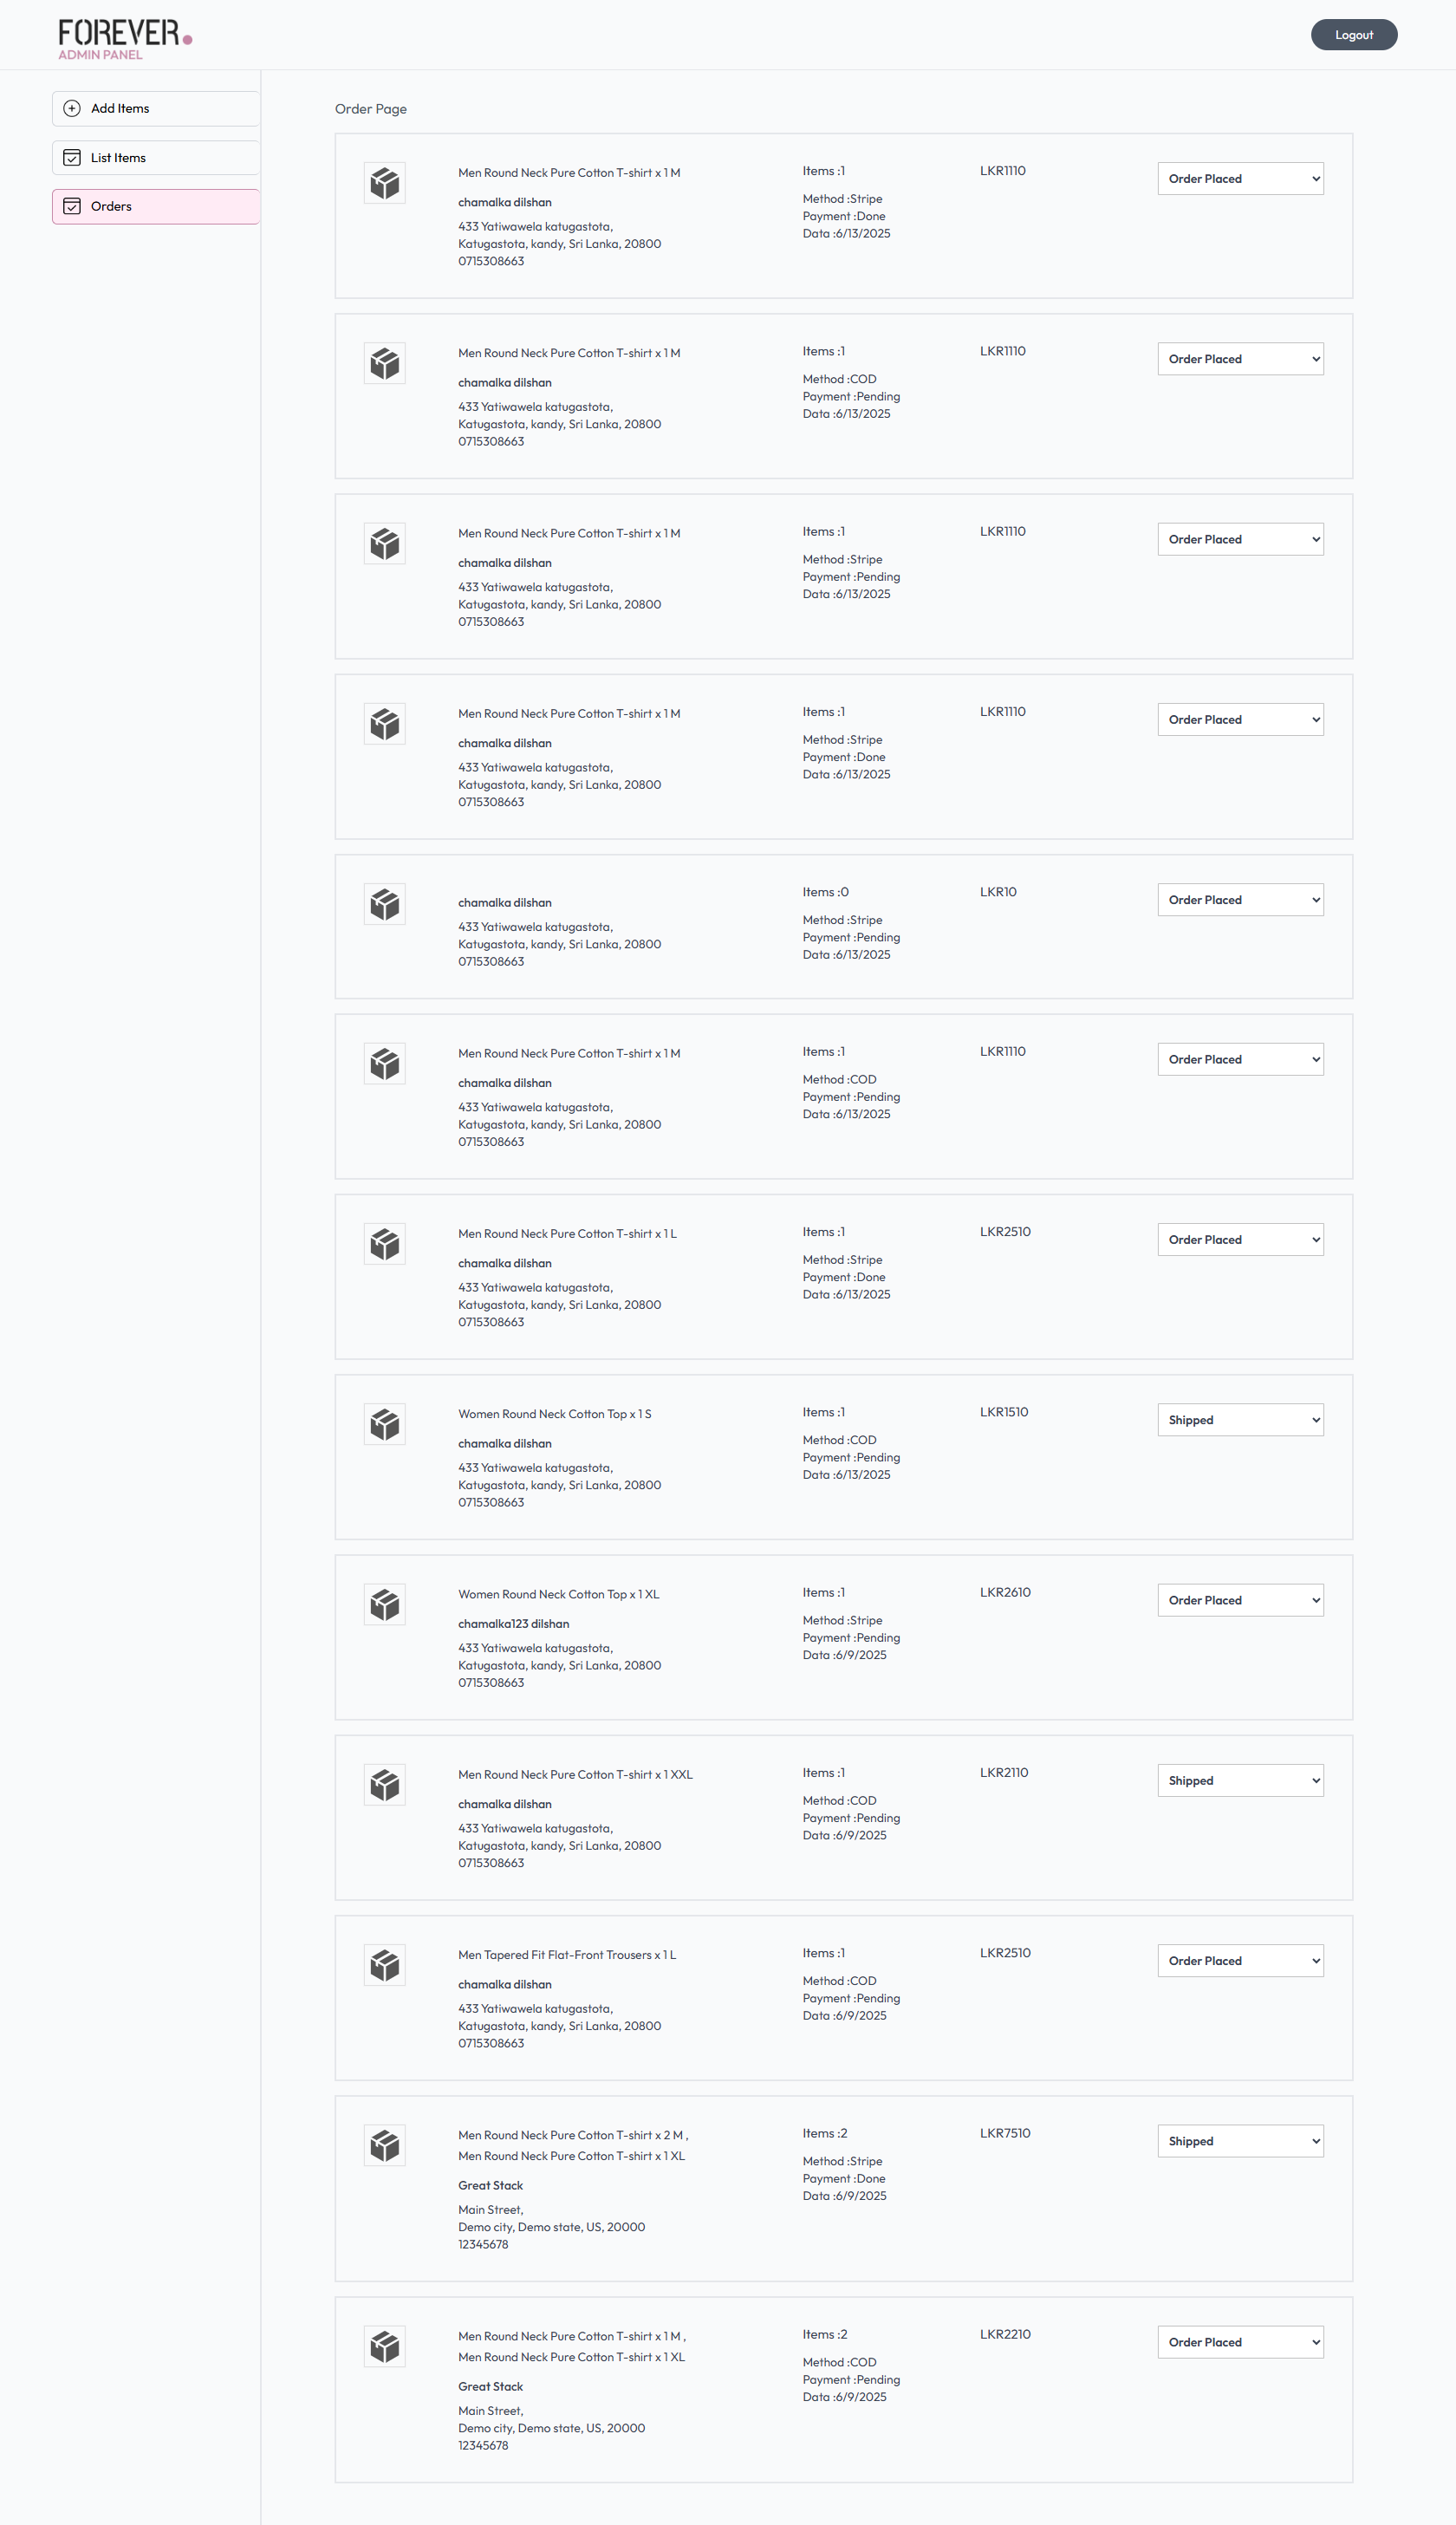 FOREVER.
ADMIN PANEL
Logout
Add Items
List Items
Orders
Order Page
Men Round Neck Pure Cotton T-shirt x 1 M
chamalka dilshan
433 Yatiwawela katugastota,
Katugastota, kandy, Sri Lanka, 20800
0715308663
Items :1
Method :Stripe
Payment :Done
Data :6/13/2025
LKR1110
Order Placed
Men Round Neck Pure Cotton T-shirt x 1 M
chamalka dilshan
433 Yatiwawela katugastota,
Katugastota, kandy, Sri Lanka, 20800
0715308663
Items :1
Method :COD
Payment :Pending
Data :6/13/2025
LKR1110
Order Placed
Men Round Neck Pure Cotton T-shirt x 1 M
chamalka dilshan
433 Yatiwawela katugastota,
Katugastota, kandy, Sri Lanka, 20800
0715308663
Items :1
Method :Stripe
Payment :Pending
Data :6/13/2025
LKR1110
Order Placed
Men Round Neck Pure Cotton T-shirt x 1 M
chamalka dilshan
433 Yatiwawela katugastota,
Katugastota, kandy, Sri Lanka, 20800
0715308663
Items :1
Method :Stripe
Payment :Done
Data :6/13/2025
LKR1110
Order Placed
chamalka dilshan
433 Yatiwawela katugastota,
Katugastota, kandy, Sri Lanka, 20800
0715308663
Items :0
Method :Stripe
Payment :Pending
Data :6/13/2025
LKR10
Order Placed
Men Round Neck Pure Cotton T-shirt x 1 M
chamalka dilshan
433 Yatiwawela katugastota,
Katugastota, kandy, Sri Lanka, 20800
0715308663
Items :1
Method :COD
Payment :Pending
Data :6/13/2025
LKR1110
Order Placed
Men Round Neck Pure Cotton T-shirt x 1 L
chamalka dilshan
433 Yatiwawela katugastota,
Katugastota, kandy, Sri Lanka, 20800
0715308663
Items :1
Method :Stripe
Payment :Done
Data :6/13/2025
LKR2510
Order Placed
Women Round Neck Cotton Top x 1 S
chamalka dilshan
433 Yatiwawela katugastota,
Katugastota, kandy, Sri Lanka, 20800
0715308663
Items :1
Method :COD
Payment :Pending
Data :6/13/2025
LKR1510
Shipped
Women Round Neck Cotton Top x 1 XL
chamalka123 dilshan
433 Yatiwawela katugastota,
Katugastota, kandy, Sri Lanka, 20800
0715308663
Items :1
Method :Stripe
Payment :Pending
Data :6/9/2025
LKR2610
Order Placed
Men Round Neck Pure Cotton T-shirt x 1 XXL
chamalka dilshan
433 Yatiwawela katugastota,
Katugastota, kandy, Sri Lanka, 20800
0715308663
Items :1
Method :COD
Payment :Pending
Data :6/9/2025
LKR2110
Shipped
Men Tapered Fit Flat-Front Trousers x 1 L
chamalka dilshan
433 Yatiwawela katugastota,
Katugastota, kandy, Sri Lanka, 20800
0715308663
Items :1
Method :COD
Payment :Pending
Data :6/9/2025
LKR2510
Order Placed
Men Round Neck Pure Cotton T-shirt x 2 M ,
Men Round Neck Pure Cotton T-shirt x 1 XL
Great Stack
Main Street,
Demo city, Demo state, US, 20000
12345678
Items :2
Method :Stripe
Payment :Done
Data :6/9/2025
LKR7510
Shipped
Men Round Neck Pure Cotton T-shirt x 1 M ,
Men Round Neck Pure Cotton T-shirt x 1 XL
Great Stack
Main Street,
Demo city, Demo state, US, 20000
12345678
Items :2
Method :COD
Payment :Pending
Data :6/9/2025
LKR2210
Order Placed